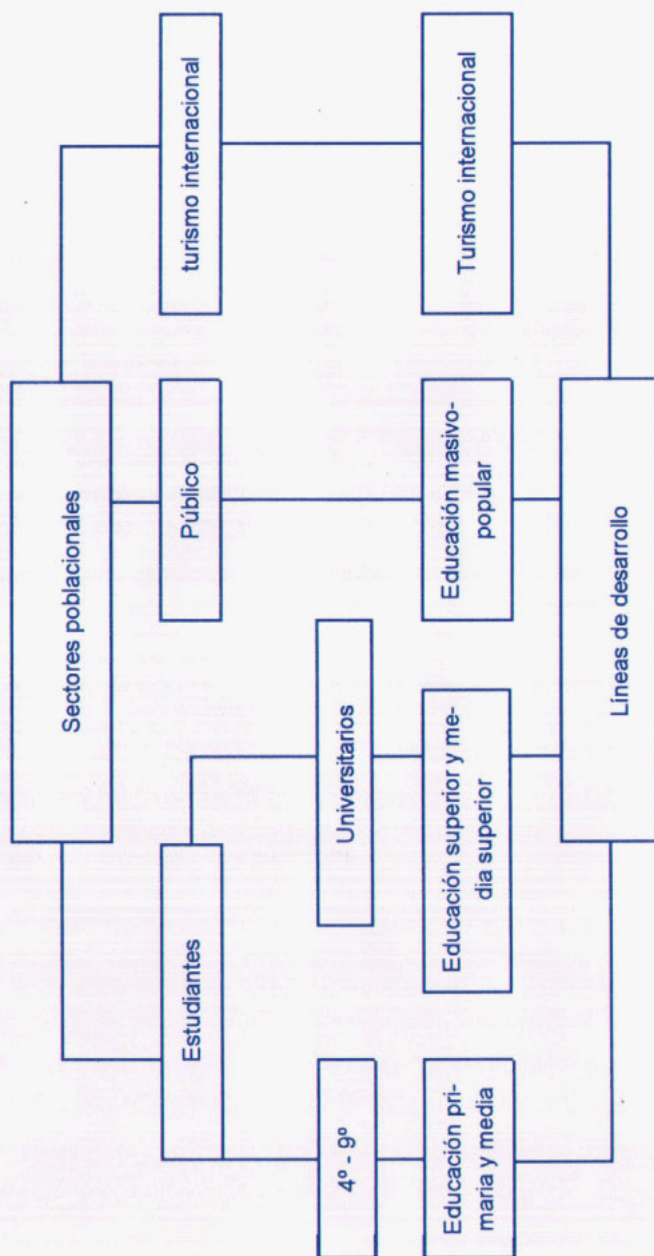 Sectores poblacionales
Estudiantes
Público
turismo internacional
4º - 9º
Universitarios
Educación pri-
maria y media
Educación superior y me-
dia superior
Educación masivo-
popular
Turismo internacional
Líneas de desarrollo